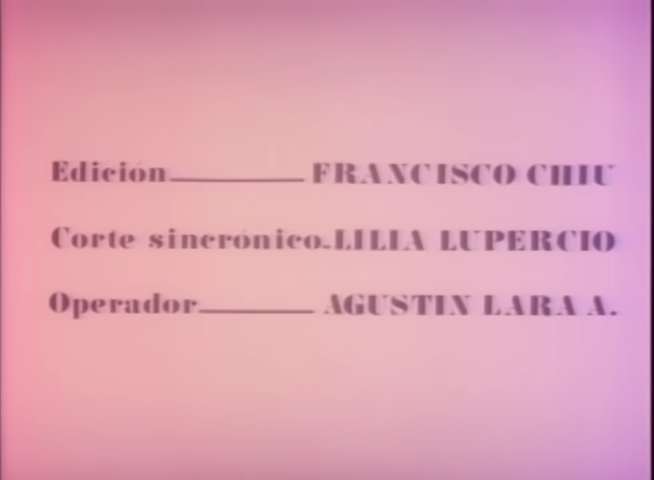 Edición FRANCISCO CHIU
Corte sincrónico.LILIA LUPERCIO
Operador AGUSTIN LARA A.